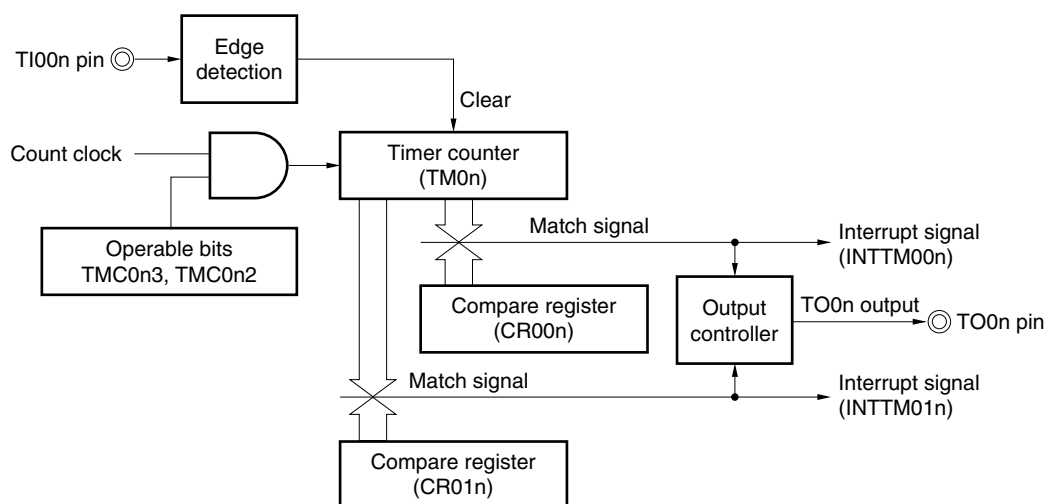 TI00n pin
Edge
detection
Clear
Count clock
Timer counter
(TM0n)
Operable bits
TMC0n3, TMC0n2
Match signal
Interrupt signal
(INTTM00n)
Compare register
(CR00n)
Output
controller
TO0n output
TO0n pin
Match signal
Interrupt signal
(INTTM01n)
Compare register
(CR01n)